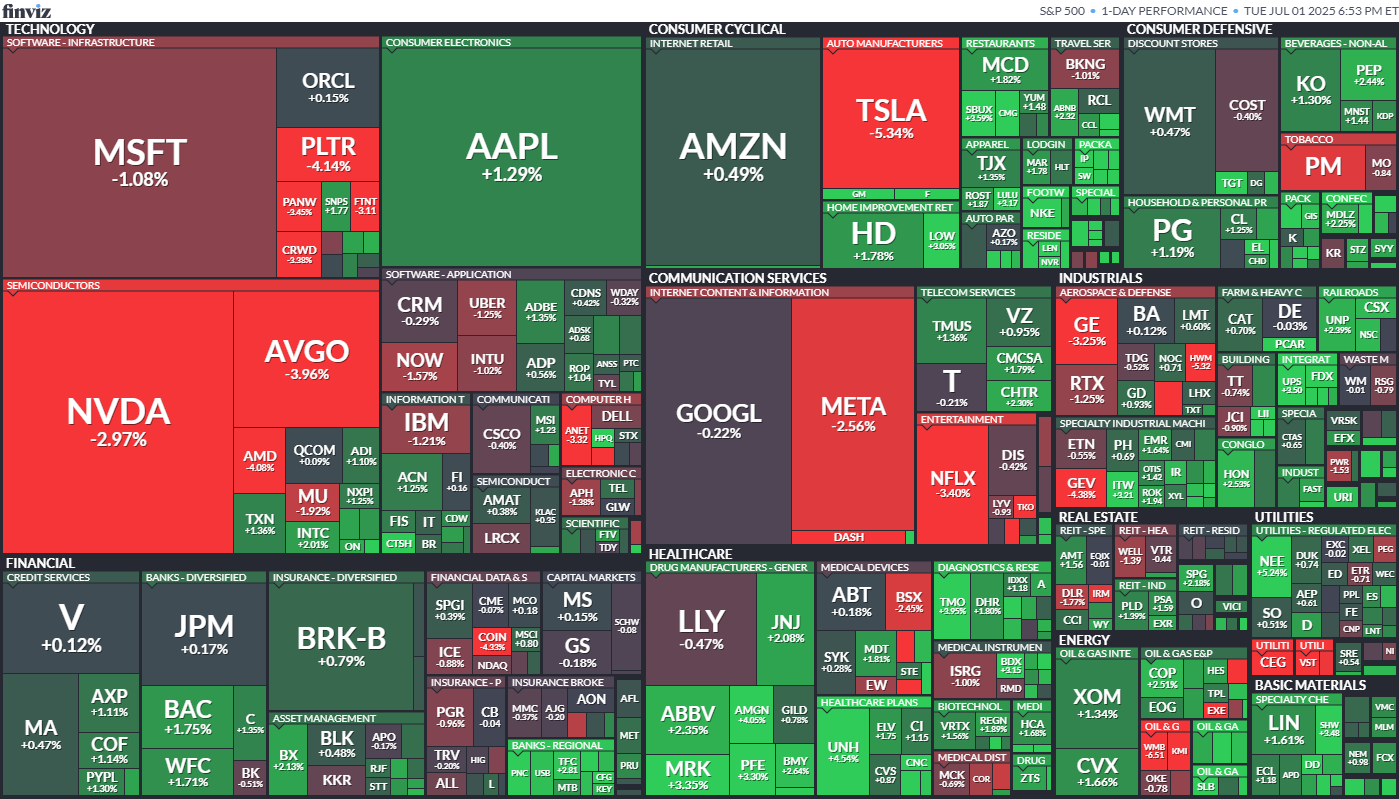 finviz
S&P 500 • 1-DAY PERFORMANCE • TUE JUL 01 2025 6:53 PM ET
TECHNOLOGY
SOFTWARE - INFRASTRUCTURE
MSFT
-1.08%
ORCL
+0.15%
PLTR
-4.14%
PANW
-3.45%
SNPS
+1.77
FTNT
-3.11
CRWD
-3.38%
CONSUMER ELECTRONICS
AAPL
+1.29%
SEMICONDUCTORS
NVDA
-2.97%
AVGO
-3.96%
AMD
-4.08%
QCOM
+0.09%
ADI
+1.10%
MU
-1.92%
NXPI
+1.25%
TXN
+1.36%
INTC
+2.01%
ON
SOFTWARE - APPLICATION
CRM
-0.29%
UBER
-1.25%
ADBE
+1.35%
CDNS
+0.42%
WDAY
-0.32%
NOW
-1.57%
INTU
-1.02%
ADP
+0.56%
ADSK
+0.68
ROP
+1.04
ANSS
PTC
TYL
INFORMATION T
IBM
-1.21%
ACN
+1.25%
FI
+0.16
FIS
IT
CDW
CTSH
BR
COMMUNICATI
CSCO
-0.40%
MSI
+1.23
COMPUTER H
ANET
-3.32
DELL
HPQ
STX
SEMICONDUCT
AMAT
+0.38%
KLAC
+0.35
LRCX
ELECTRONIC C
APH
-1.38%
TEL
GLW
SCIENTIFIC
FTV
TDY
CONSUMER CYCLICAL
INTERNET RETAIL
AMZN
+0.49%
AUTO MANUFACTURERS
TSLA
-5.34%
GM
F
HOME IMPROVEMENT RET
HD
+1.78%
LOW
+3.05%
RESTAURANTS
MCD
+1.82%
SBUX
+3.59%
CMG
YUM
+1.48
TRAVEL SER
BKNG
-1.01%
ABNB
+2.32
RCL
CCL
APPAREL
TJX
+1.35%
ROST
+1.87
LULU
+3.17
LODGIN
MAR
+1.78
HLT
PACKA
IP
SW
FOOTW
NKE
SPECIAL
AUTO PAR
AZO
+0.17%
RESIDE
LEN
NVR
CONSUMER DEFENSIVE
DISCOUNT STORES
WMT
+0.47%
COST
-0.40%
TGT
DG
BEVERAGES - NON-AL
KO
+1.30%
PEP
+2.44%
MNST
+1.44
KDP
TOBACCO
PM
MO
-0.84
HOUSEHOLD & PERSONAL PR
PG
+1.19%
CL
+1.25%
EL
CHD
PACK
GIS
K
CONFEC
MDLZ
+2.25%
KR
STZ
SYY
COMMUNICATION SERVICES
INTERNET CONTENT & INFORMATION
GOOGL
-0.22%
META
-2.56%
DASH
TELECOM SERVICES
TMUS
+1.36%
VZ
+0.95%
T
-0.21%
CMCSA
+1.79%
CHTR
+2.30%
ENTERTAINMENT
NFLX
-3.40%
DIS
-0.42%
LYV
-0.93
TKO
INDUSTRIALS
AEROSPACE & DEFENSE
GE
-3.25%
BA
+0.12%
LMT
+0.60%
RTX
-1.25%
TDG
-0.52%
NOC
+0.71
HWM
-5.32
GD
+0.93%
LHX
TXT
FARM & HEAVY C
CAT
+0.70%
DE
-0.03%
PCAR
RAILROADS
UNP
+2.39%
CSX
NSC
BUILDING
TT
-0.74%
JCI
-0.90%
LII
INTEGRAT
UPS
+3.50
FDX
WASTE M
WM
-0.01
RSG
-0.79
SPECIALTY INDUSTRIAL MACHI
ETN
-0.55%
PH
+0.69
EMR
+1.64%
CMI
GEV
-4.38%
ITW
+3.21
OTIS
+1.42
IR
ROK
+1.94
XYL
SPECIA
CTAS
+0.65
VRSK
EFX
CONGLO
HON
+2.53%
INDUST
FAST
PWR
-1.53
URI
FINANCIAL
CREDIT SERVICES
V
+0.12%
MA
+0.47%
AXP
+1.11%
COF
+1.14%
PYPL
+1.30%
BANKS - DIVERSIFIED
JPM
+0.17%
BAC
+1.75%
C
+1.35%
WFC
+1.71%
BK
-0.51%
INSURANCE - DIVERSIFIED
BRK-B
+0.79%
ASSET MANAGEMENT
BX
+2.13%
BLK
+0.48%
APO
-0.17%
KKR
RJF
STT
FINANCIAL DATA & S
SPGI
+0.39%
CME
-0.07%
MCO
+0.18
ICE
-0.88%
COIN
-4.33%
MSCI
+0.80
NDAQ
CAPITAL MARKETS
MS
+0.15%
SCHW
-0.08
GS
-0.18%
INSURANCE - P
PGR
-0.96%
CB
-0.04
TRV
-0.20%
HIG
ALL
L
INSURANCE BROKE
MMC
-0.37%
AJG
-0.20
AON
BANKS - REGIONAL
PNC
USB
TFC
+2.81
MTB
CFG
KEY
AFL
MET
PRU
HEALTHCARE
DRUG MANUFACTURERS - GENER
LLY
-0.47%
JNJ
+2.08%
ABBV
+2.35%
AMGN
+4.05%
GILD
+0.78%
MRK
+3.35%
PFE
+3.30%
BMY
+2.64%
MEDICAL DEVICES
ABT
+0.18%
BSX
-2.45%
SYK
+0.28%
MDT
+1.81%
STE
EW
DIAGNOSTICS & RESE
TMO
+3.95%
DHR
+1.80%
IDXX
+1.18
A
MEDICAL INSTRUMEN
ISRG
-1.00%
BDX
+3.15
RMD
HEALTHCARE PLANS
UNH
+4.54%
ELV
+1.75
CI
+1.15
CVS
+0.87
CNC
BIOTECHNOL
VRTX
+1.56%
REGN
+1.89%
MEDI
HCA
+1.68%
MEDICAL DIST
MCK
-0.69%
COR
DRUG
ZTS
REAL ESTATE
REIT - SPE
AMT
+1.56
EQIX
-0.01
DLR
-1.77%
IRM
CCI
WY
REIT - HEA
WELL
-1.39
VTR
-0.44
REIT - IND
PLD
+1.39%
PSA
+1.59
EXR
REIT - RESID
SPG
+2.18%
O
VICI
UTILITIES
UTILITIES - REGULATED ELEC
NEE
+5.24%
DUK
+0.74
EXC
-0.02
XEL
PEG
ED
ETR
-0.71
WEC
SO
+0.51%
AEP
+0.61
PPL
ES
D
FE
CNP
LNT
UTILITI
CEG
UTILI
VST
SRE
+0.54
NI
ENERGY
OIL & GAS INTE
XOM
+1.34%
CVX
+1.66%
OIL & GAS E&P
COP
+2.51%
HES
EOG
TPL
EXE
OIL & G
WMB
-6.51
KMI
OKE
-0.78
OIL & GA
OIL & GA
SLB
BASIC MATERIALS
SPECIALTY CHE
LIN
+1.61%
SHW
+3.48
ECL
+1.18
APD
DD
VMC
MLM
NEM
+0.98
FCX